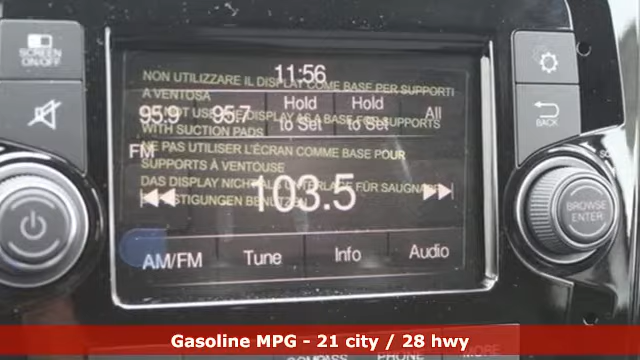 SCREEN
ON/OFF
11:56
NON UTILIZZARE IL DISPLAY COME BASE PER SUPPORTI
A VENTOSA
95.9 95.7 Hold to Set Hold to Set All
DISPLAY AS A BASE FOR SUPPORTS
WITH SUCTION PADS
FM
NE PAS UTILISER L'ÉCRAN COMME BASE POUR
SUPPORTS À VENTOUSE
DAS DISPLAY NICHT FÜR
103.5
AM/FM Tune Info Audio
BACK
BROWSE
ENTER
Gasoline MPG - 21 city / 28 hwy
COMPASS PHONE MORE